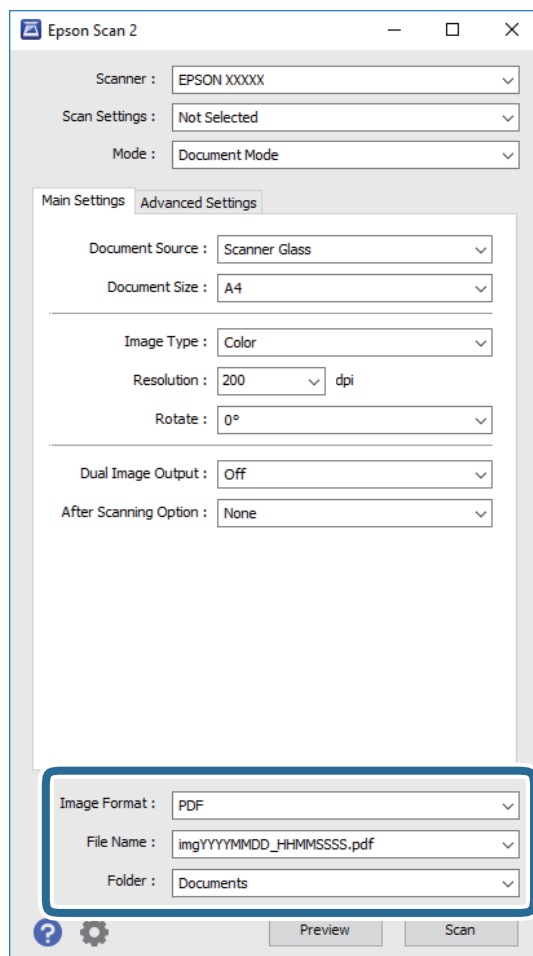 Epson Scan 2
Scanner : EPSON XXXXX
Scan Settings : Not Selected
Mode : Document Mode
Main Settings Advanced Settings
Document Source : Scanner Glass
Document Size : A4
Image Type : Color
Resolution : 200 dpi
Rotate : 0°
Dual Image Output : Off
After Scanning Option : None
Image Format : PDF
File Name : imgYYYYMMDD_HHMMSSSS.pdf
Folder : Documents
? Preview Scan